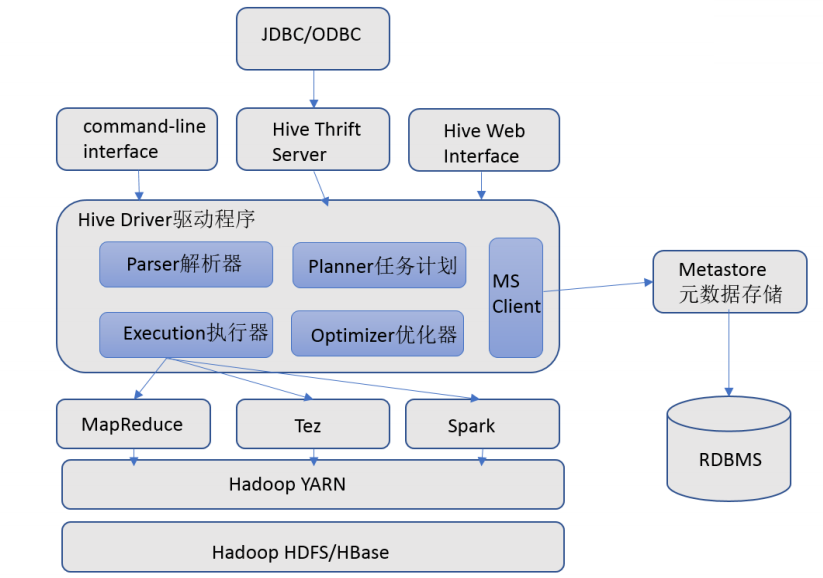 JDBC/ODBC
command-line
interface
Hive Thrift
Server
Hive Web
Interface
Hive Driver驱动程序
Parser解析器
Planner任务计划
MS
Client
Execution执行器
Optimizer优化器
Metastore
元数据存储
MapReduce
Tez
Spark
RDBMS
Hadoop YARN
Hadoop HDFS/HBase